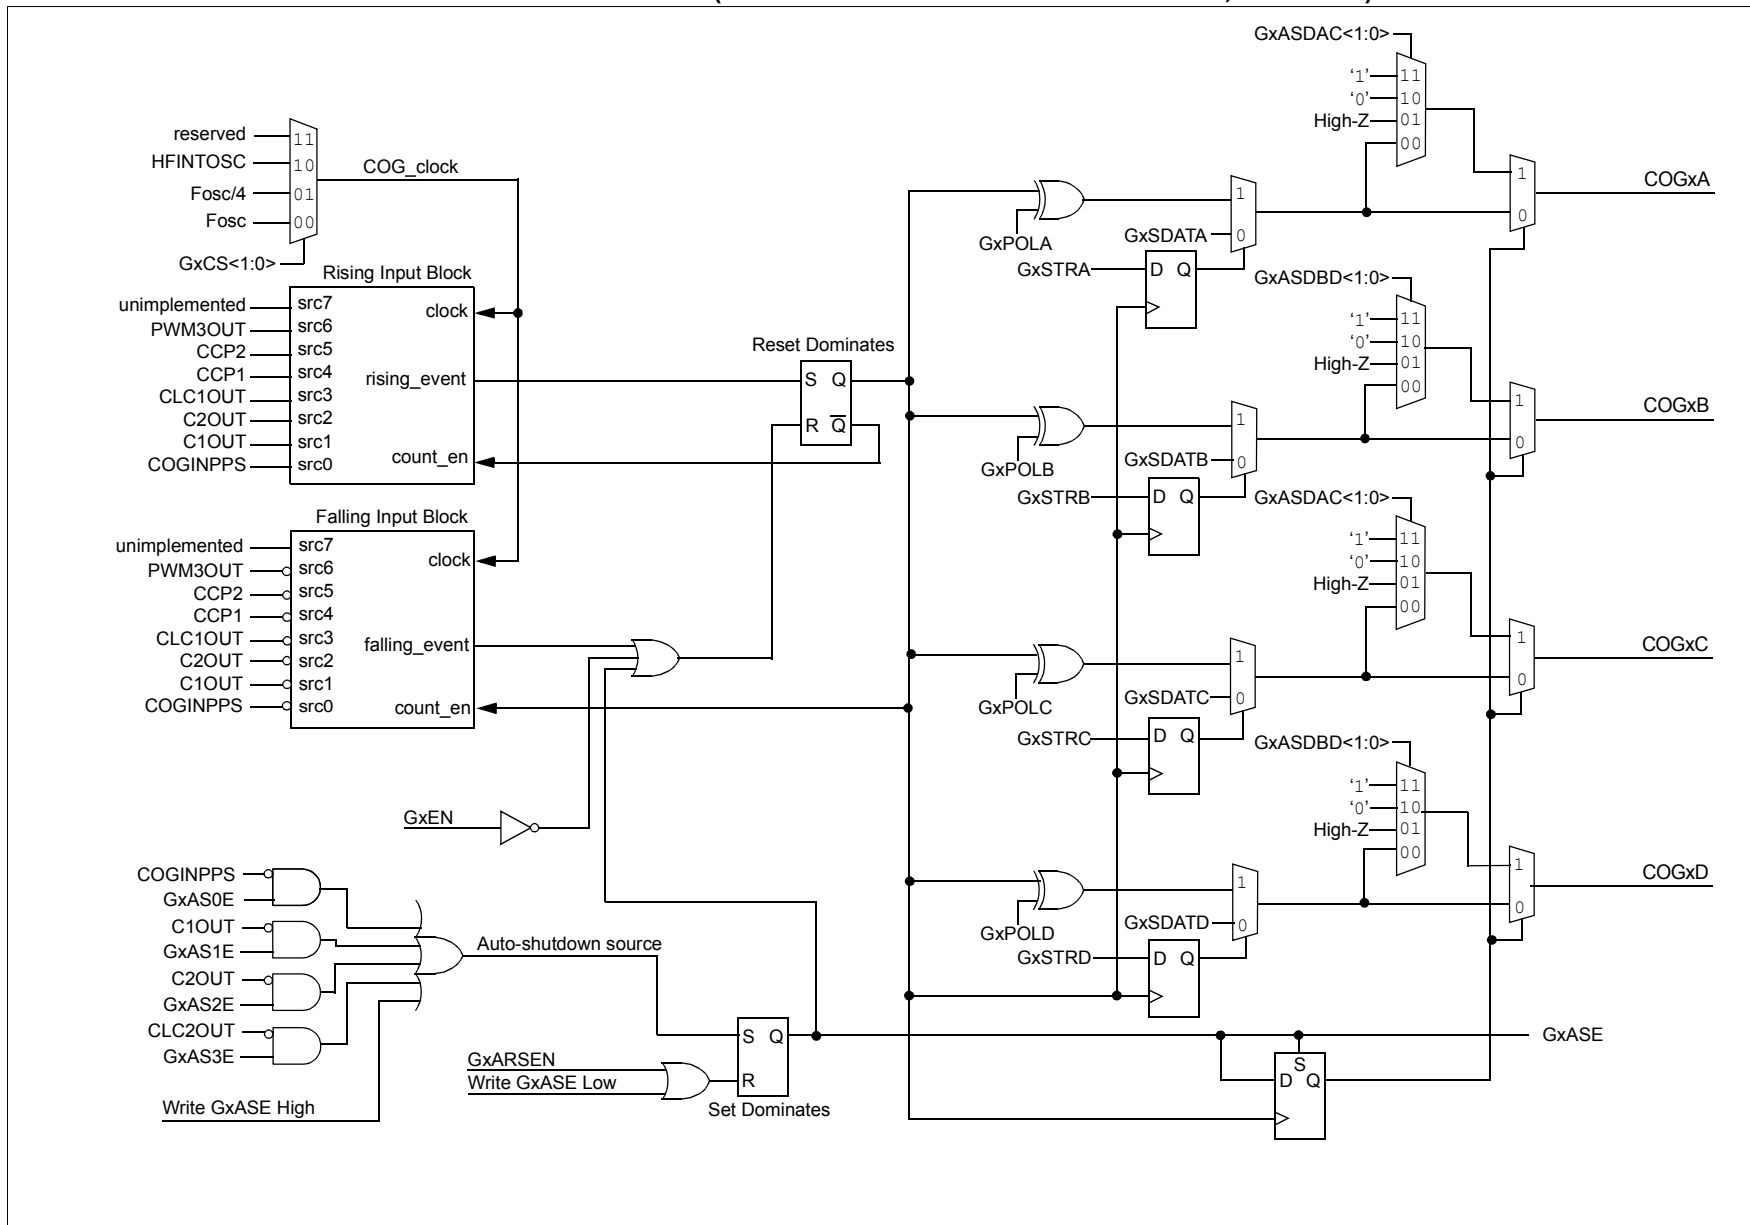 GxASDAC<1:0>
'1' 11
'0' 10
High-Z 01
00
reserved 11
HFINTOSC 10
Fosc/4 01
Fosc 00
COG_clock
GxCS<1:0>
1
0
COGxA
GxPOLA
GxSDATA
1
0
GxSTRA
D Q
Rising Input Block
unimplemented src7
PWM3OUT src6
CCP2 src5
CCP1 src4
CLC1OUT src3
C2OUT src2
C1OUT src1
COGINPPS src0
clock
rising_event
count_en
Reset Dominates
S Q
R Q
GxASDBD<1:0>
'1' 11
'0' 10
High-Z 01
00
1
0
COGxB
GxPOLB
GxSDATB
1
0
GxSTRB
D Q
Falling Input Block
unimplemented src7
PWM3OUT src6
CCP2 src5
CCP1 src4
CLC1OUT src3
C2OUT src2
C1OUT src1
COGINPPS src0
clock
falling_event
count_en
GxASDAC<1:0>
'1' 11
'0' 10
High-Z 01
00
1
0
COGxC
GxPOLC
GxSDATC
1
0
GxSTRC
D Q
GxEN
GxASDBD<1:0>
'1' 11
'0' 10
High-Z 01
00
1
0
COGxD
GxPOLD
GxSDATD
1
0
GxSTRD
D Q
COGINPPS
GxAS0E
C1OUT
GxAS1E
C2OUT
GxAS2E
CLC2OUT
GxAS3E
Auto-shutdown source
Write GxASE High
GxARSEN
Write GxASE Low
S Q
R
Set Dominates
GxASE
S
D Q